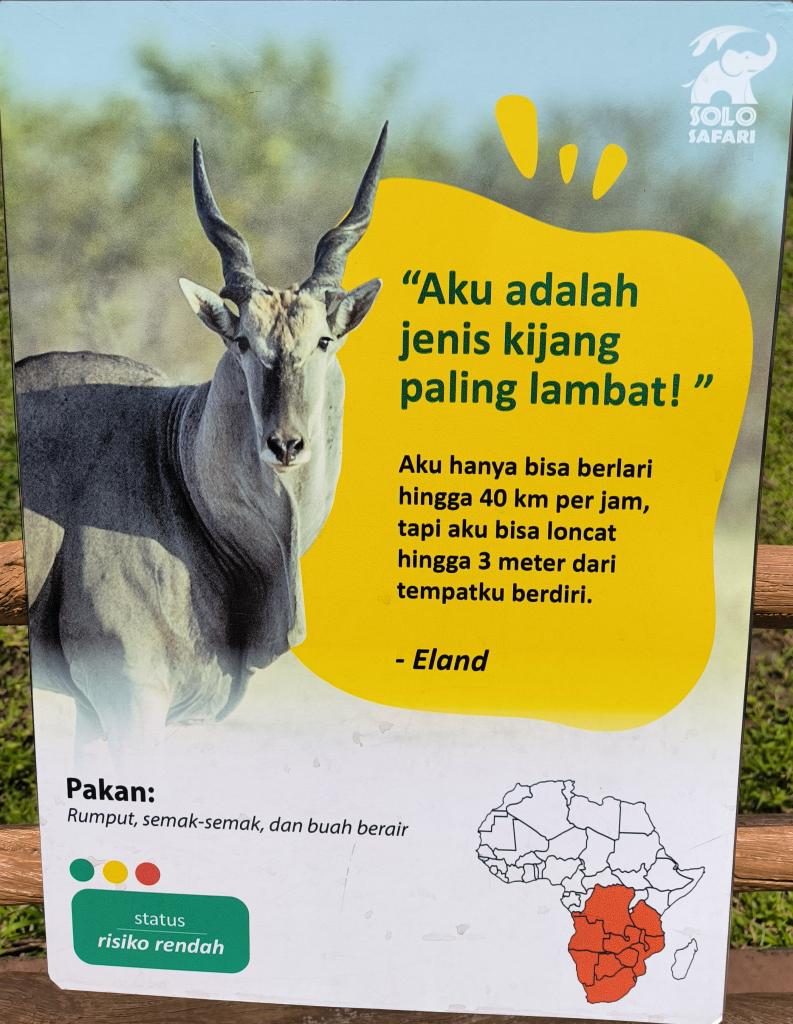 SOLO
SAFARI
“Aku adalah
jenis kijang
paling lambat! ”
Aku hanya bisa berlari
hingga 40 km per jam,
tapi aku bisa loncat
hingga 3 meter dari
tempatku berdiri.
- Eland
Pakan:
Rumput, semak-semak, dan buah berair
status
risiko rendah